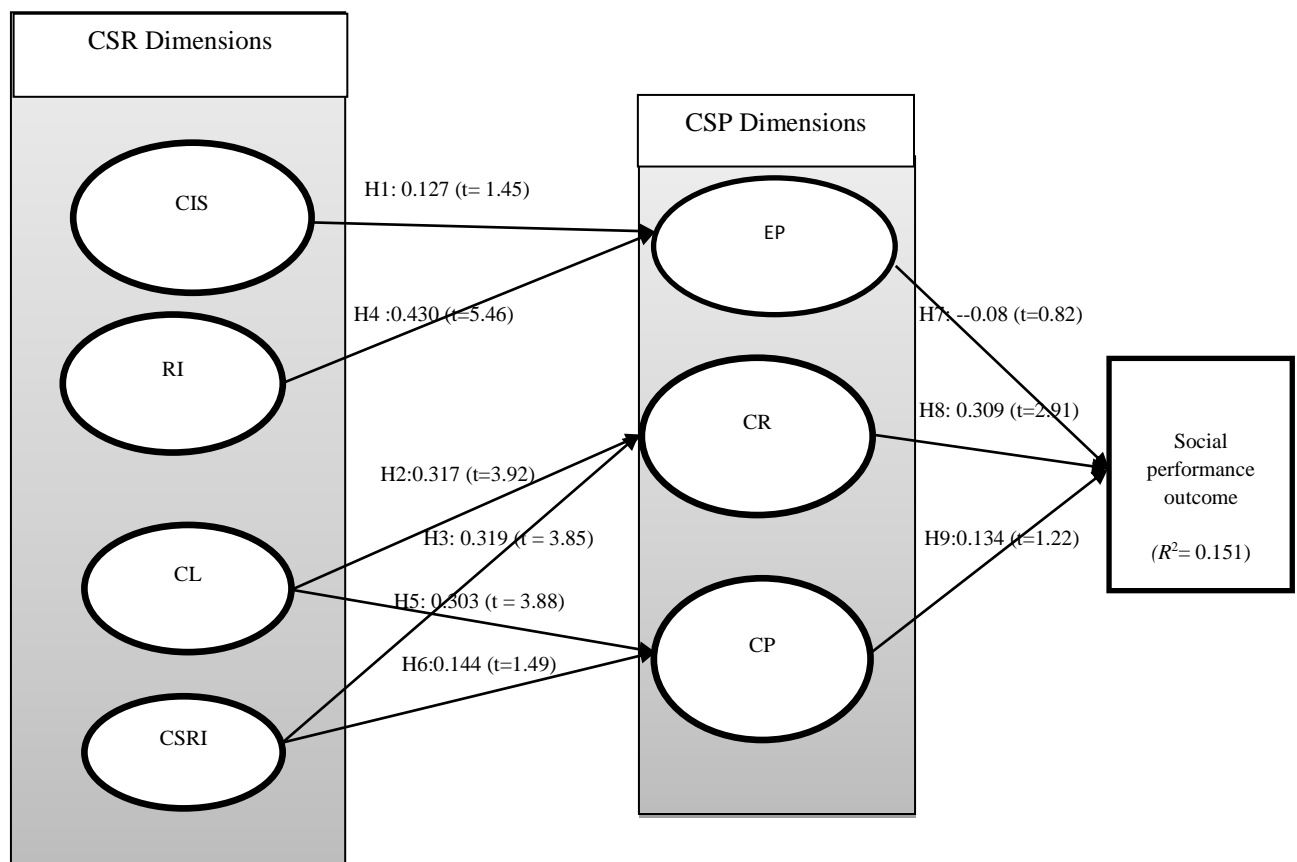 CSR Dimensions
CSP Dimensions
CIS
H1: 0.127 (t= 1.45)
EP
H4 :0.430 (t=5.46)
H7: --0.08 (t=0.82)
RI
H8: 0.309 (t=2.91)
CR
Social
performance
outcome
(R²= 0.151)
H2:0.317 (t=3.92)
H3: 0.319 (t = 3.85)
H9:0.134 (t=1.22)
CL
H5: 0.303 (t = 3.88)
CP
H6:0.144 (t=1.49)
CSRI